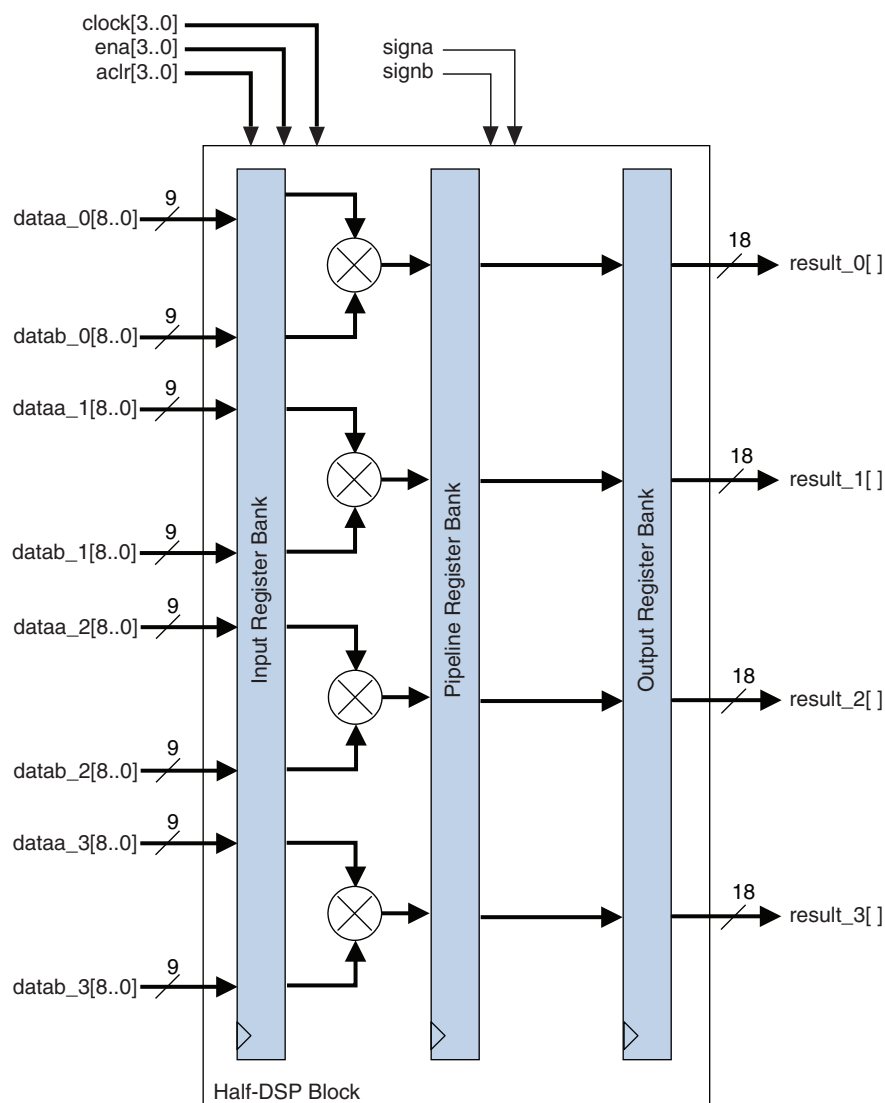 clock[3..0]
ena[3..0]
aclr[3..0]
signa
signb
dataa_0[8..0]
9
datab_0[8..0]
9
dataa_1[8..0]
9
datab_1[8..0]
9
dataa_2[8..0]
9
datab_2[8..0]
9
dataa_3[8..0]
9
datab_3[8..0]
9
Input Register Bank
Pipeline Register Bank
Output Register Bank
18
result_0[ ]
18
result_1[ ]
18
result_2[ ]
18
result_3[ ]
Half-DSP Block